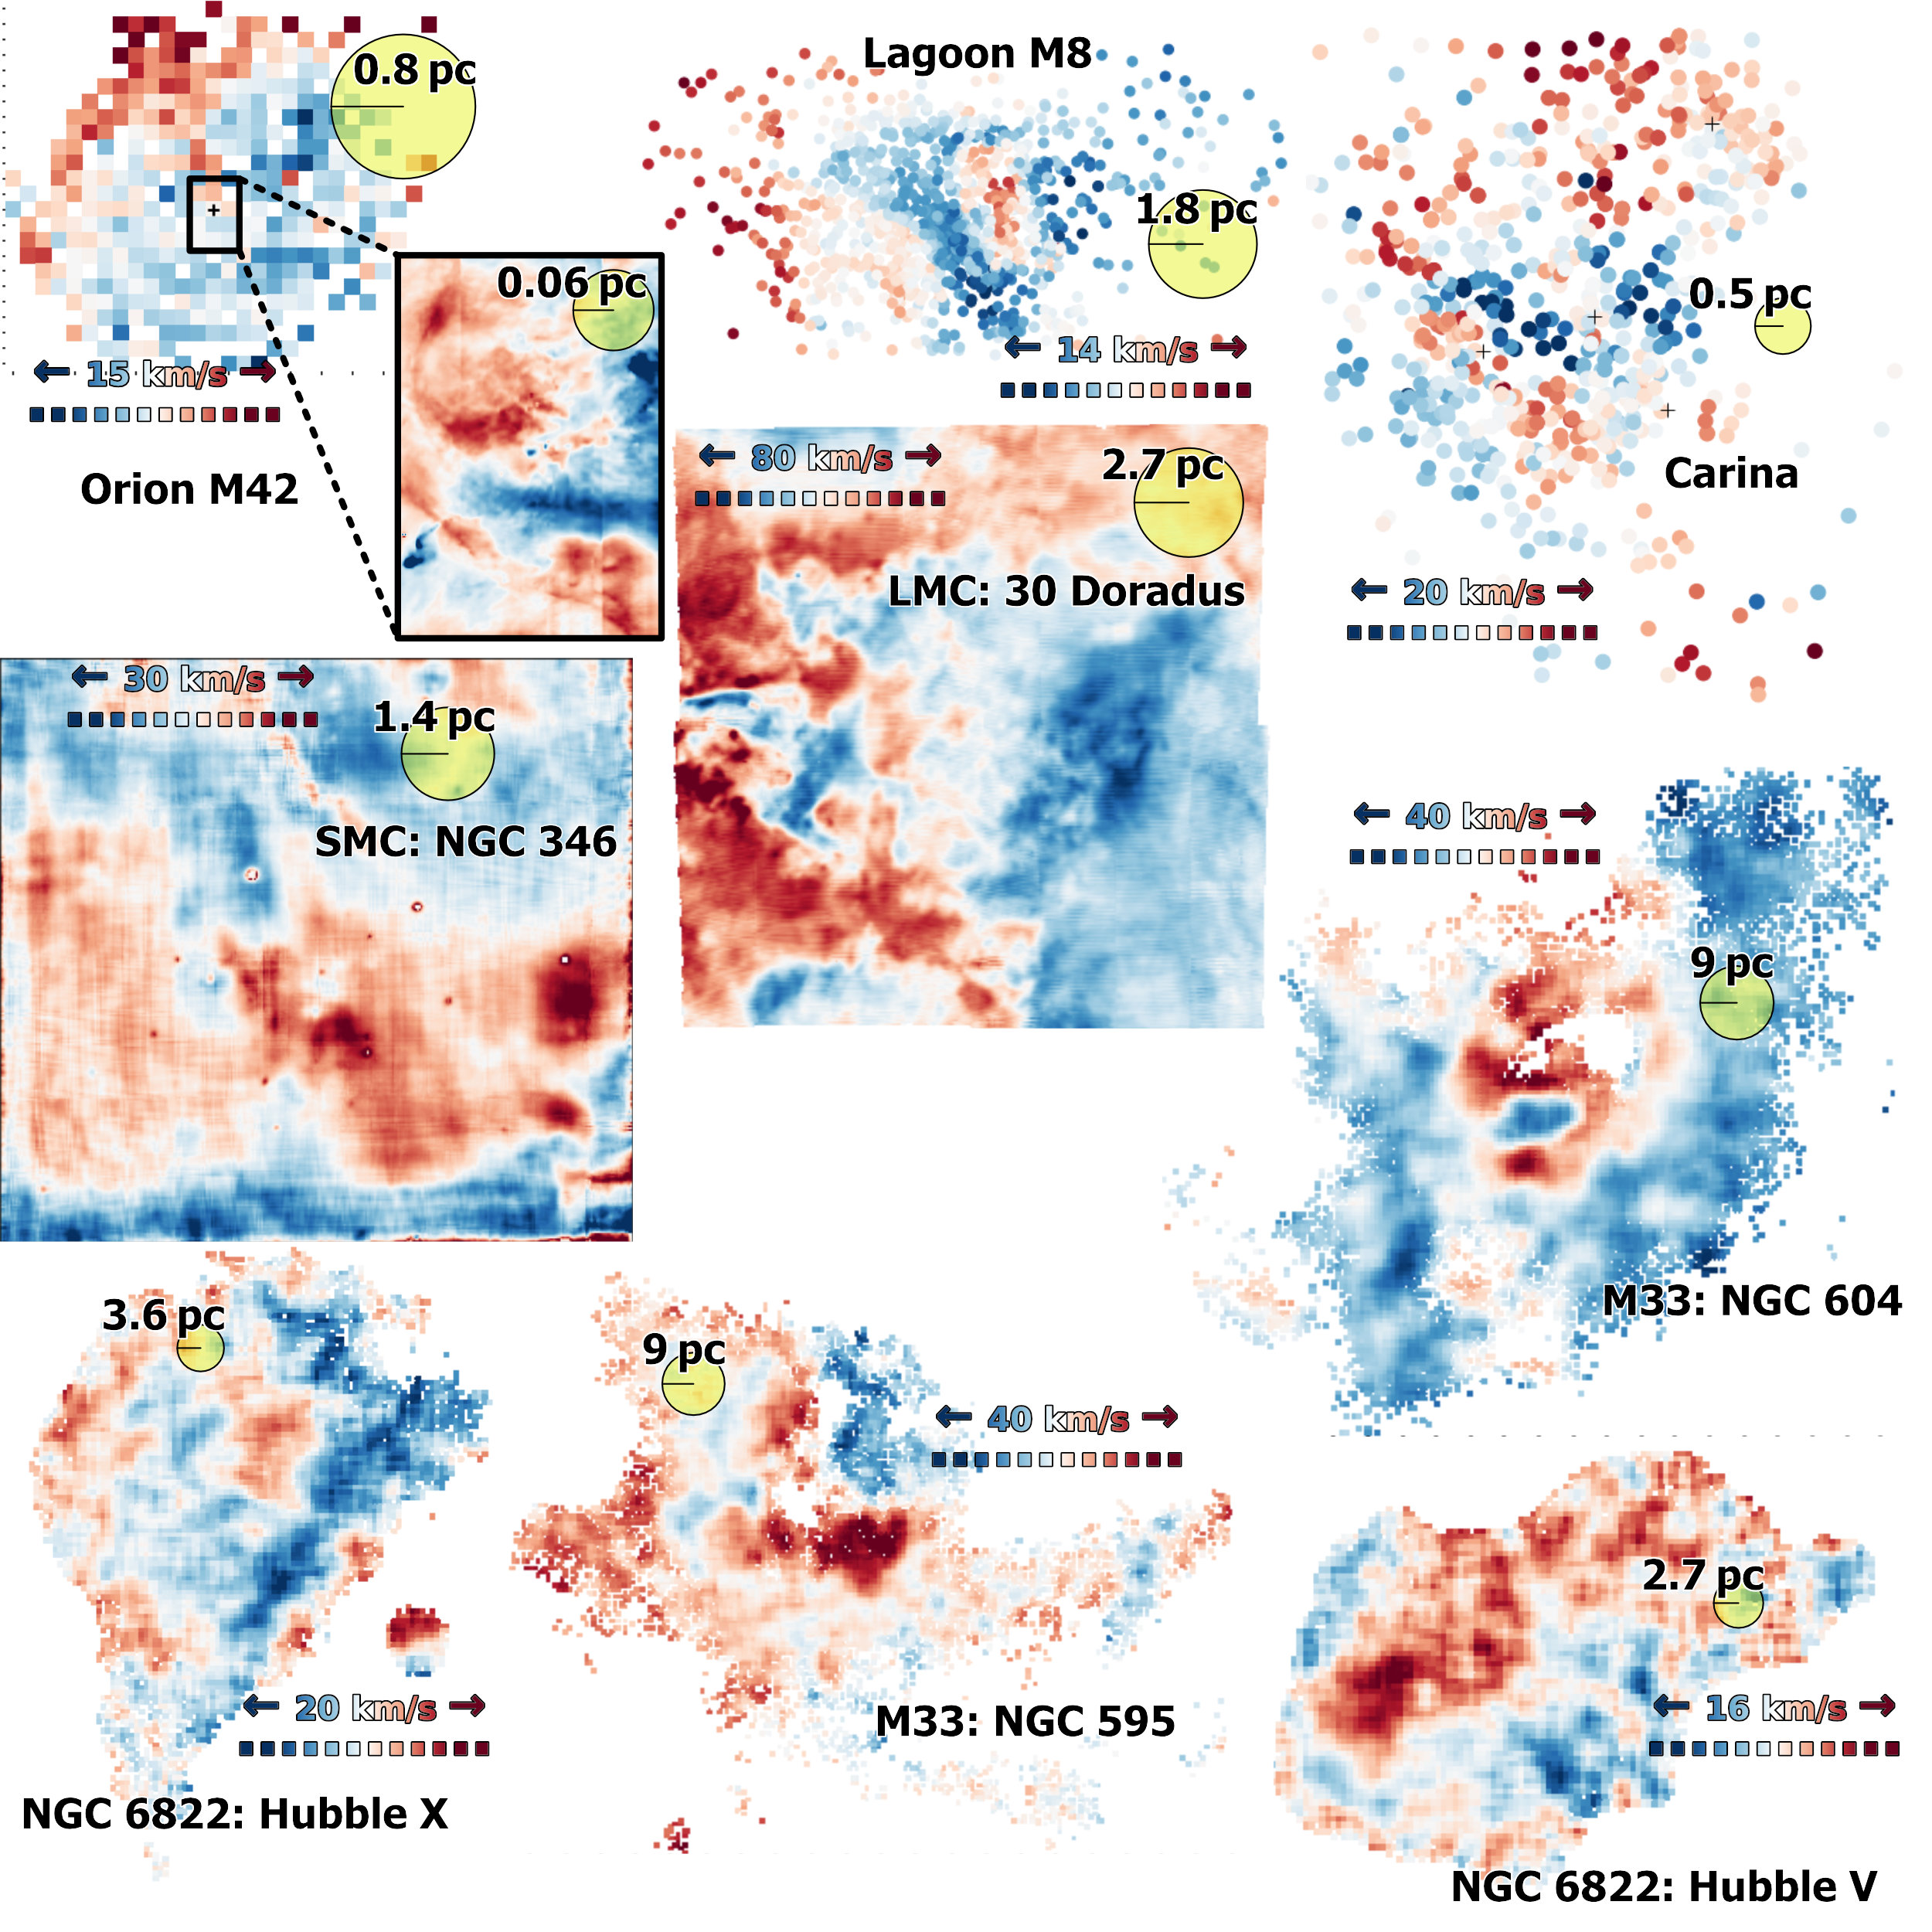 0.8 pc
Lagoon M8
1.8 pc
0.06 pc
0.5 pc
← 14 km/s →
← 15 km/s →
Orion M42
← 80 km/s →
2.7 pc
Carina
LMC: 30 Doradus
← 20 km/s →
← 30 km/s →
1.4 pc
SMC: NGC 346
← 40 km/s →
9 pc
M33: NGC 604
3.6 pc
9 pc
← 40 km/s →
2.7 pc
← 20 km/s →
M33: NGC 595
← 16 km/s →
NGC 6822: Hubble X
NGC 6822: Hubble V